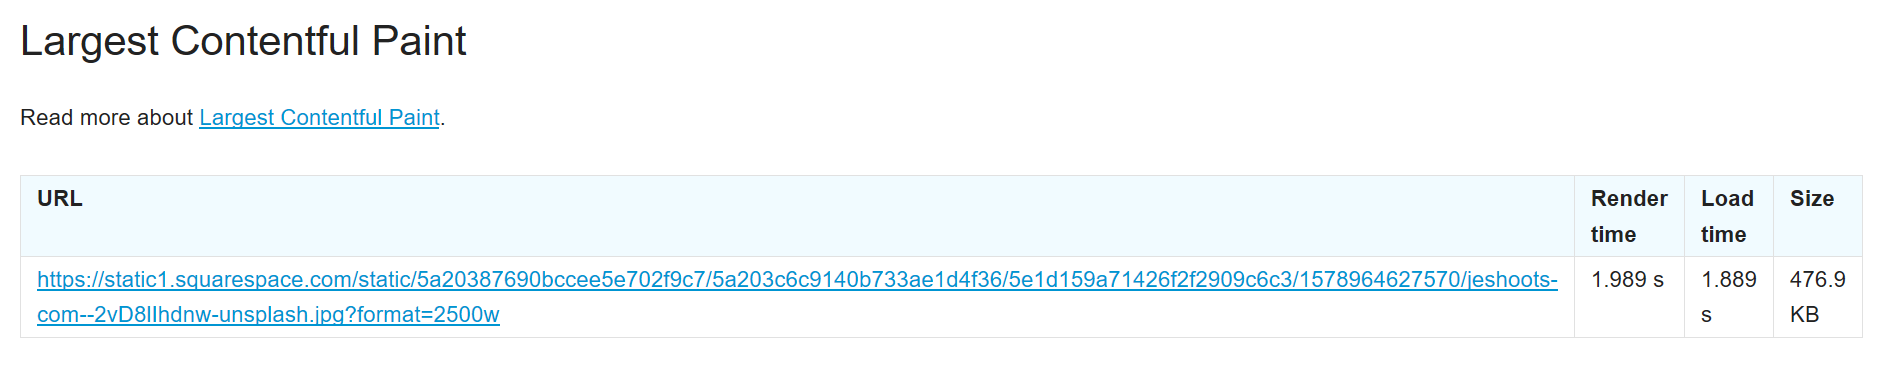 Largest Contentful Paint
Read more about Largest Contentful Paint.
URL
Render time
Load time
Size
https://static1.squarespace.com/static/5a20387690bccee5e702f9c7/5a203c6c9140b733ae1d4f36/5e1d159a71426f2f2909c6c3/1578964627570/jeshoots-
com--2vD8lIhdnw-unsplash.jpg?format=2500w
1.989 s
1.889 s
476.9 KB